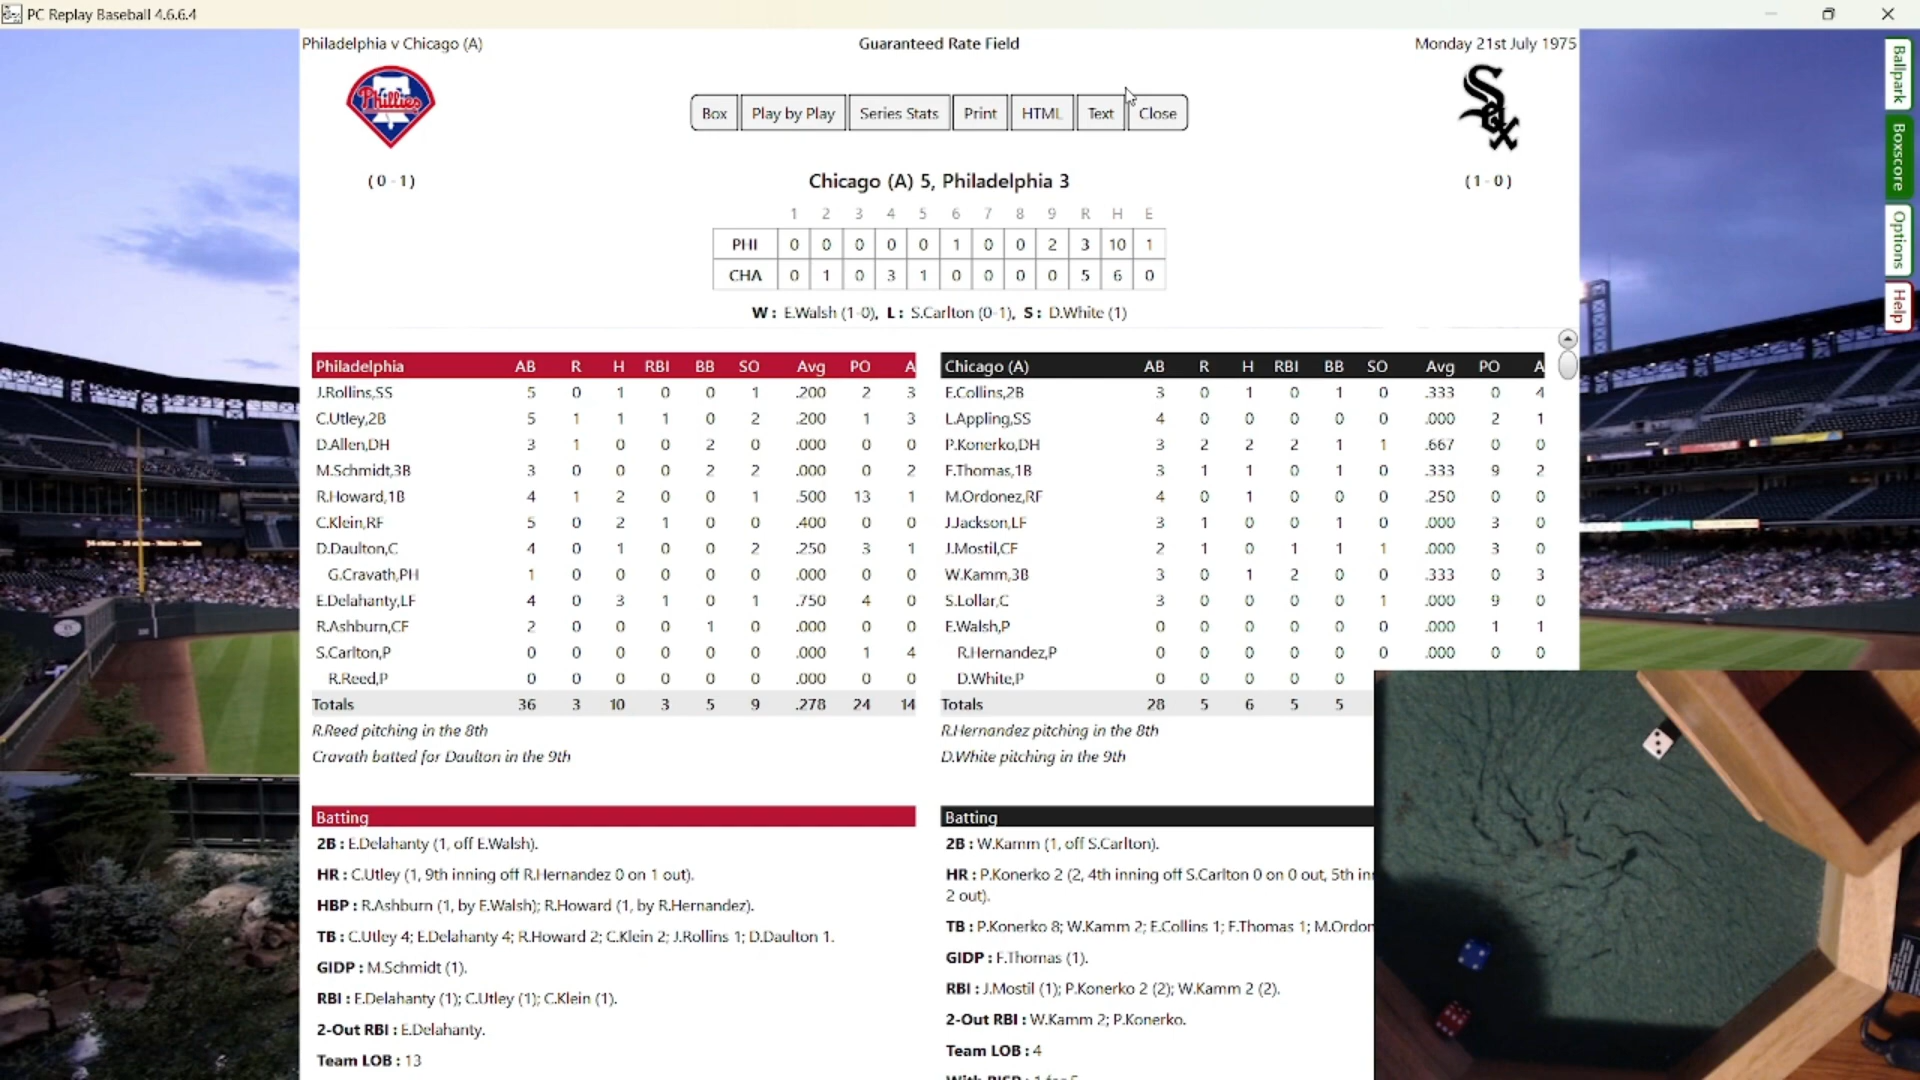 PC Replay Baseball 4.6.6.4
Philadelphia v Chicago (A) Guaranteed Rate Field Monday 21st July 1975
Phillies Sox
Box Play by Play Series Stats Print HTML Text Close
( 0 - 1 ) Chicago (A) 5, Philadelphia 3 ( 1 - 0 )
1 2 3 4 5 6 7 8 9 R H E
PHI 0 0 0 0 0 1 0 0 2 3 10 1
CHA 0 1 0 3 1 0 0 0 0 5 6 0
W : E.Walsh (1-0), L : S.Carlton (0-1), S : D.White (1)
Philadelphia AB R H RBI BB SO Avg PO A
J.Rollins,SS 5 0 1 0 0 1 .200 2 3
C.Utley,2B 5 1 1 1 0 2 .200 1 3
D.Allen,DH 3 1 0 0 2 0 .000 0 0
M.Schmidt,3B 3 0 0 0 2 2 .000 0 2
R.Howard,1B 4 1 2 0 0 1 .500 13 1
C.Klein,RF 5 0 2 1 0 0 .400 0 0
D.Daulton,C 4 0 1 0 0 2 .250 3 1
G.Cravath,PH 1 0 0 0 0 0 .000 0 0
E.Delahanty,LF 4 0 3 1 0 1 .750 4 0
R.Ashburn,CF 2 0 0 0 1 0 .000 0 0
S.Carlton,P 0 0 0 0 0 0 .000 1 4
R.Reed,P 0 0 0 0 0 0 .000 0 0
Totals 36 3 10 3 5 9 .278 24 14
R.Reed pitching in the 8th
Cravath batted for Daulton in the 9th
Batting
2B : E.Delahanty (1, off E.Walsh).
HR : C.Utley (1, 9th inning off R.Hernandez 0 on 1 out).
HBP : R.Ashburn (1, by E.Walsh); R.Howard (1, by R.Hernandez).
TB : C.Utley 4; E.Delahanty 4; R.Howard 2; C.Klein 2; J.Rollins 1; D.Daulton 1.
GIDP : M.Schmidt (1).
RBI : E.Delahanty (1); C.Utley (1); C.Klein (1).
2-Out RBI : E.Delahanty.
Team LOB : 13
Chicago (A) AB R H RBI BB SO Avg PO A
E.Collins,2B 3 0 1 0 1 0 .333 0 4
L.Appling,SS 4 0 0 0 0 0 .000 2 1
P.Konerko,DH 3 2 2 2 1 1 .667 0 0
F.Thomas,1B 3 1 1 0 1 0 .333 9 2
M.Ordonez,RF 4 0 1 0 0 0 .250 0 0
J.Jackson,LF 3 1 0 0 1 0 .000 3 0
J.Mostil,CF 2 1 0 1 1 1 .000 3 0
W.Kamm,3B 3 0 1 2 0 0 .333 0 3
S.Lollar,C 3 0 0 0 0 1 .000 9 0
E.Walsh,P 0 0 0 0 0 0 .000 1 1
R.Hernandez,P 0 0 0 0 0 0 .000 0 0
D.White,P 0 0 0 0 0
Totals 28 5 6 5 5
R.Hernandez pitching in the 8th
D.White pitching in the 9th
Batting
2B : W.Kamm (1, off S.Carlton).
HR : P.Konerko 2 (2, 4th inning off S.Carlton 0 on 0 out, 5th in
2 out).
TB : P.Konerko 8; W.Kamm 2; E.Collins 1; F.Thomas 1; M.Ordon
GIDP : F.Thomas (1).
RBI : J.Mostil (1); P.Konerko 2 (2); W.Kamm 2 (2).
2-Out RBI : W.Kamm 2; P.Konerko.
Team LOB : 4
Ballpark
Boxscore
Options
Help